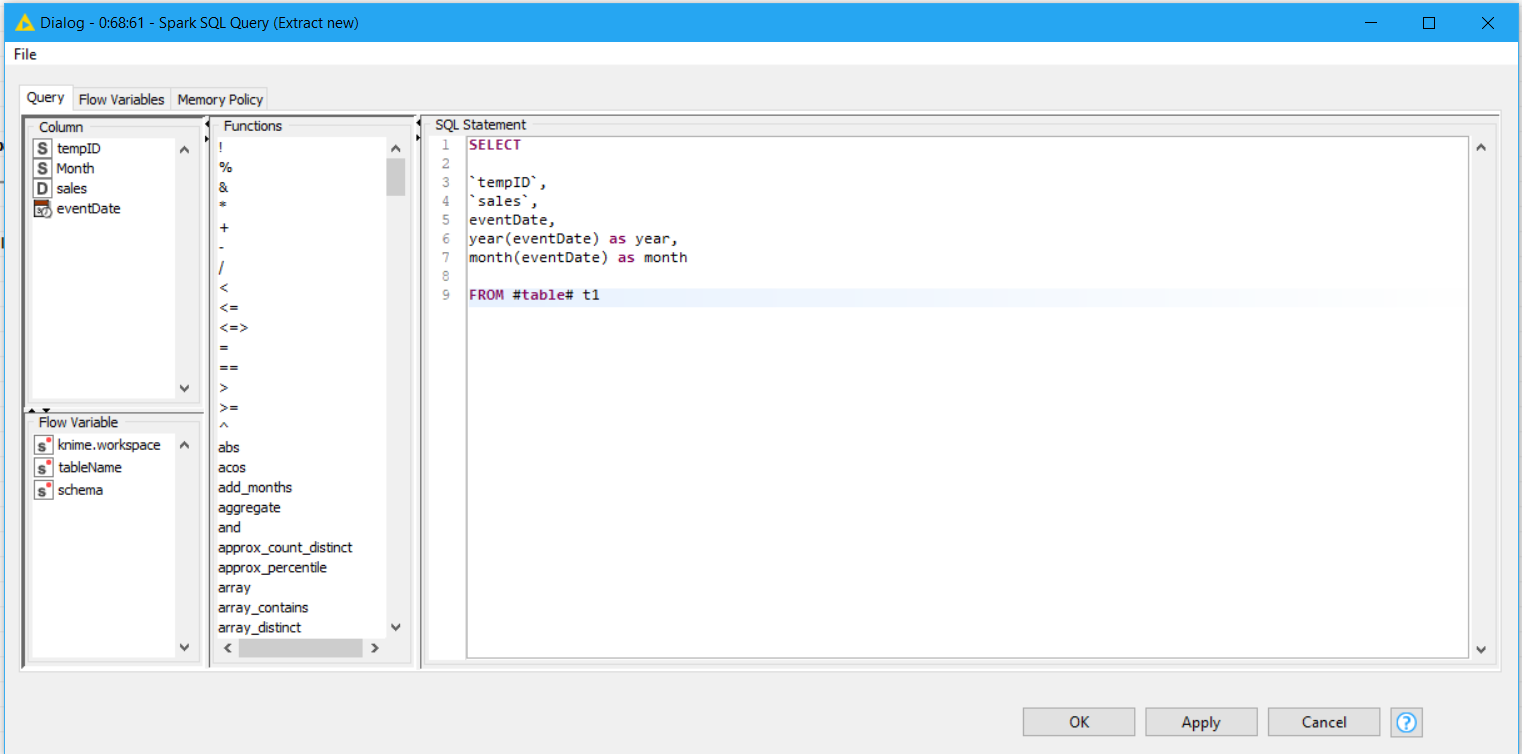 Dialog - 0:68:61 - Spark SQL Query (Extract new)
File
Query
Flow Variables
Memory Policy
Column
S tempID
S Month
D sales
eventDate
Flow Variable
s knime.workspace
s tableName
s schema
Functions
!
%
&
*
+
-
/
<
<=
<=>
=
==
>
>=
^
abs
acos
add_months
aggregate
and
approx_count_distinct
approx_percentile
array
array_contains
array_distinct
SQL Statement
1 SELECT
2
3 `tempID`,
4 `sales`,
5 eventDate,
6 year(eventDate) as year,
7 month(eventDate) as month
8
9 FROM #table# t1
OK
Apply
Cancel
?